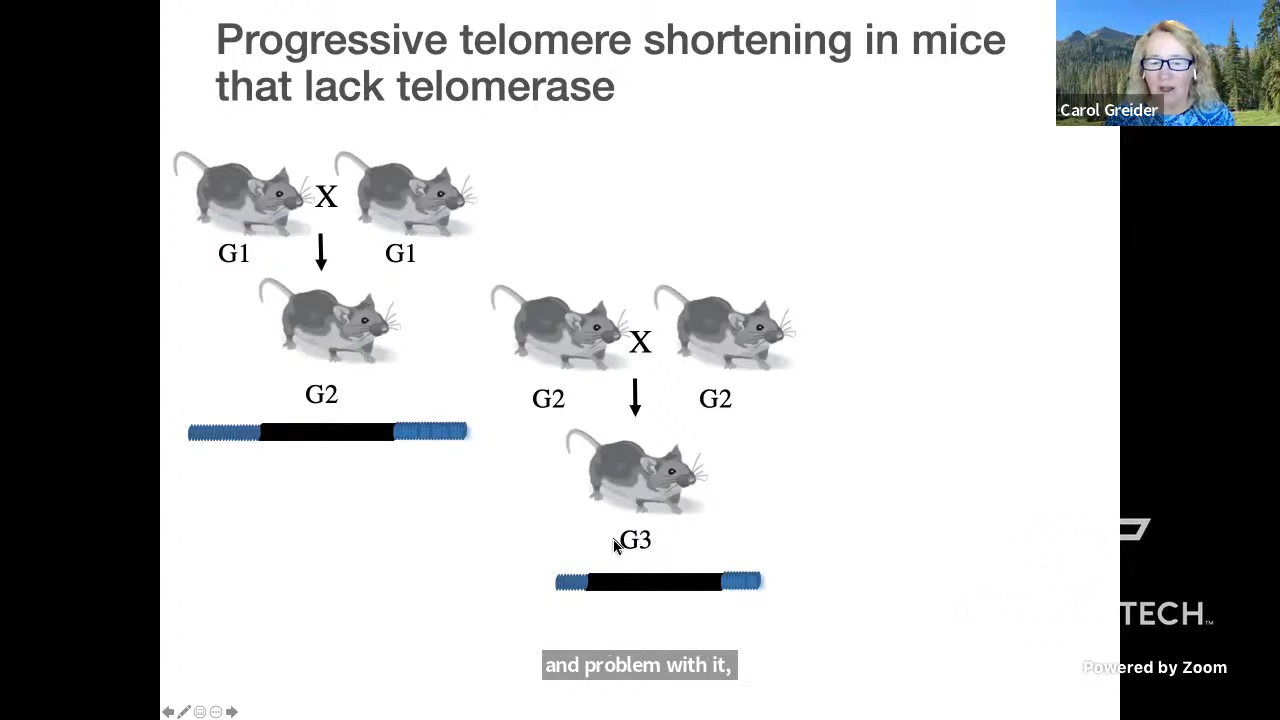 Progressive telomere shortening in mice
that lack telomerase
Carol Greider
X
G1
G1
G2
X
G2
G2
G3
and problem with it,
TECH™
Powered by Zoom